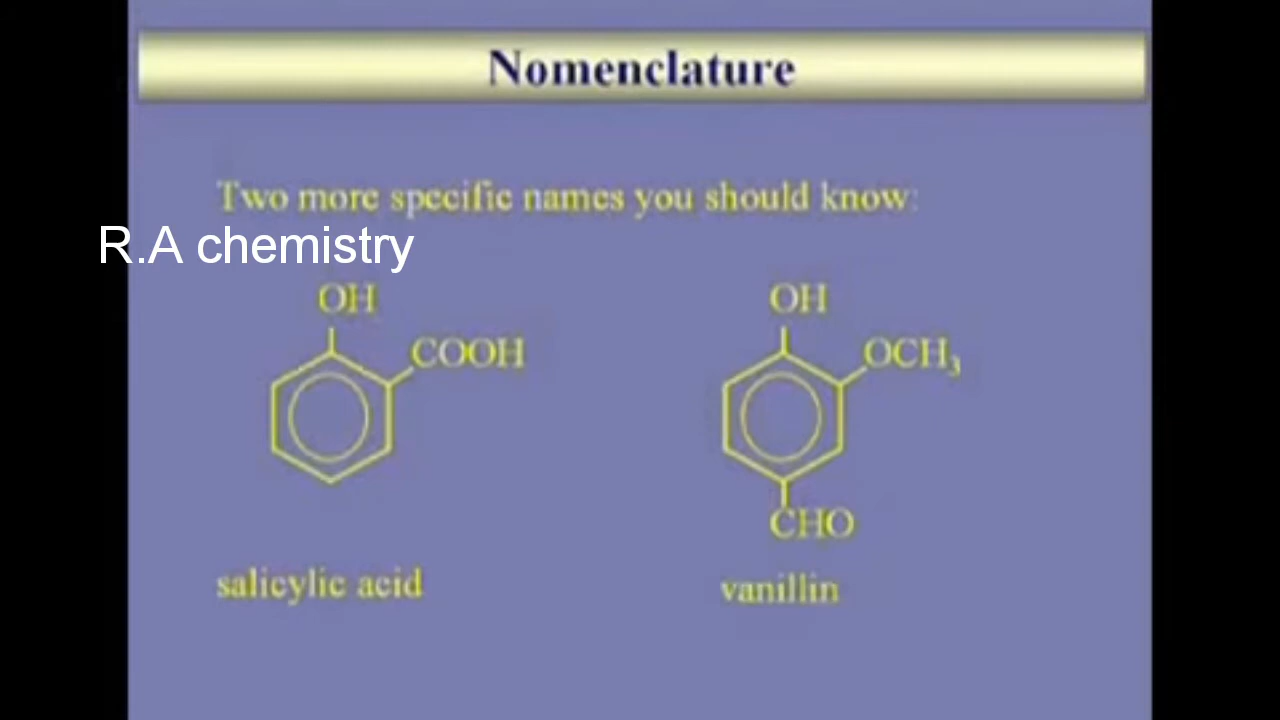 Nomenclature
Two more specific names you should know:
R.A chemistry
OH
COOH
OH
OCH₃
CHO
salicylic acid
vanillin